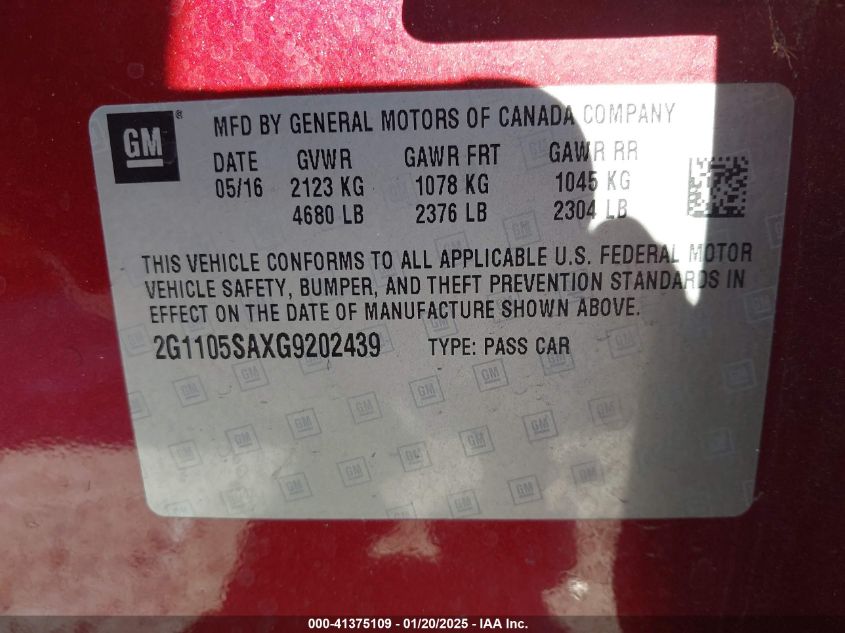 GM ® MFD BY GENERAL MOTORS OF CANADA COMPANY
DATE GVWR GAWR FRT GAWR RR
05/16 2123 KG 1078 KG 1045 KG
4680 LB 2376 LB 2304 LB
THIS VEHICLE CONFORMS TO ALL APPLICABLE U.S. FEDERAL MOTOR
VEHICLE SAFETY, BUMPER, AND THEFT PREVENTION STANDARDS IN
EFFECT ON THE DATE OF MANUFACTURE SHOWN ABOVE.
2G1105SAXG9202439 TYPE: PASS CAR
000-41375109 - 01/20/2025 - IAA Inc.